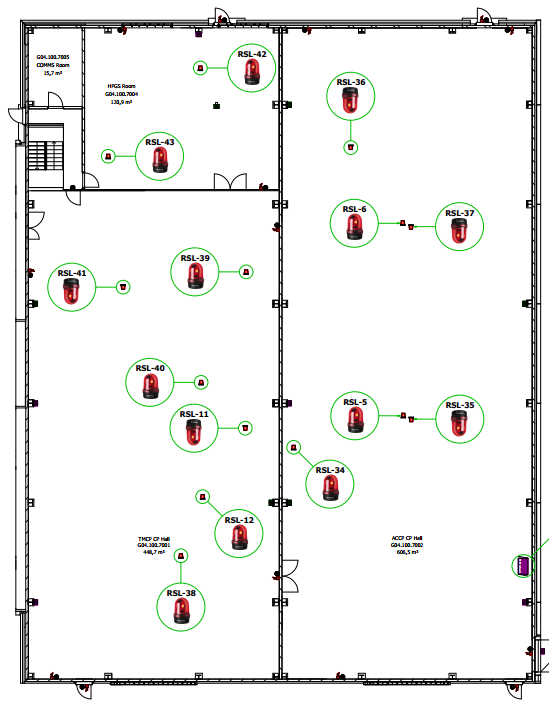 G04.100.7005
COMMS Room
15,7 m²
HPGS Room
G04.100.7004
120,9 m²
RSL-42
RSL-36
RSL-43
RSL-6
RSL-37
RSL-39
RSL-41
RSL-40
RSL-11
RSL-5
RSL-35
RSL-34
RSL-12
TMCP CP Hall
G04.100.7001
448,7 m²
ACCP CP Hall
G04.100.7002
606,5 m²
RSL-38